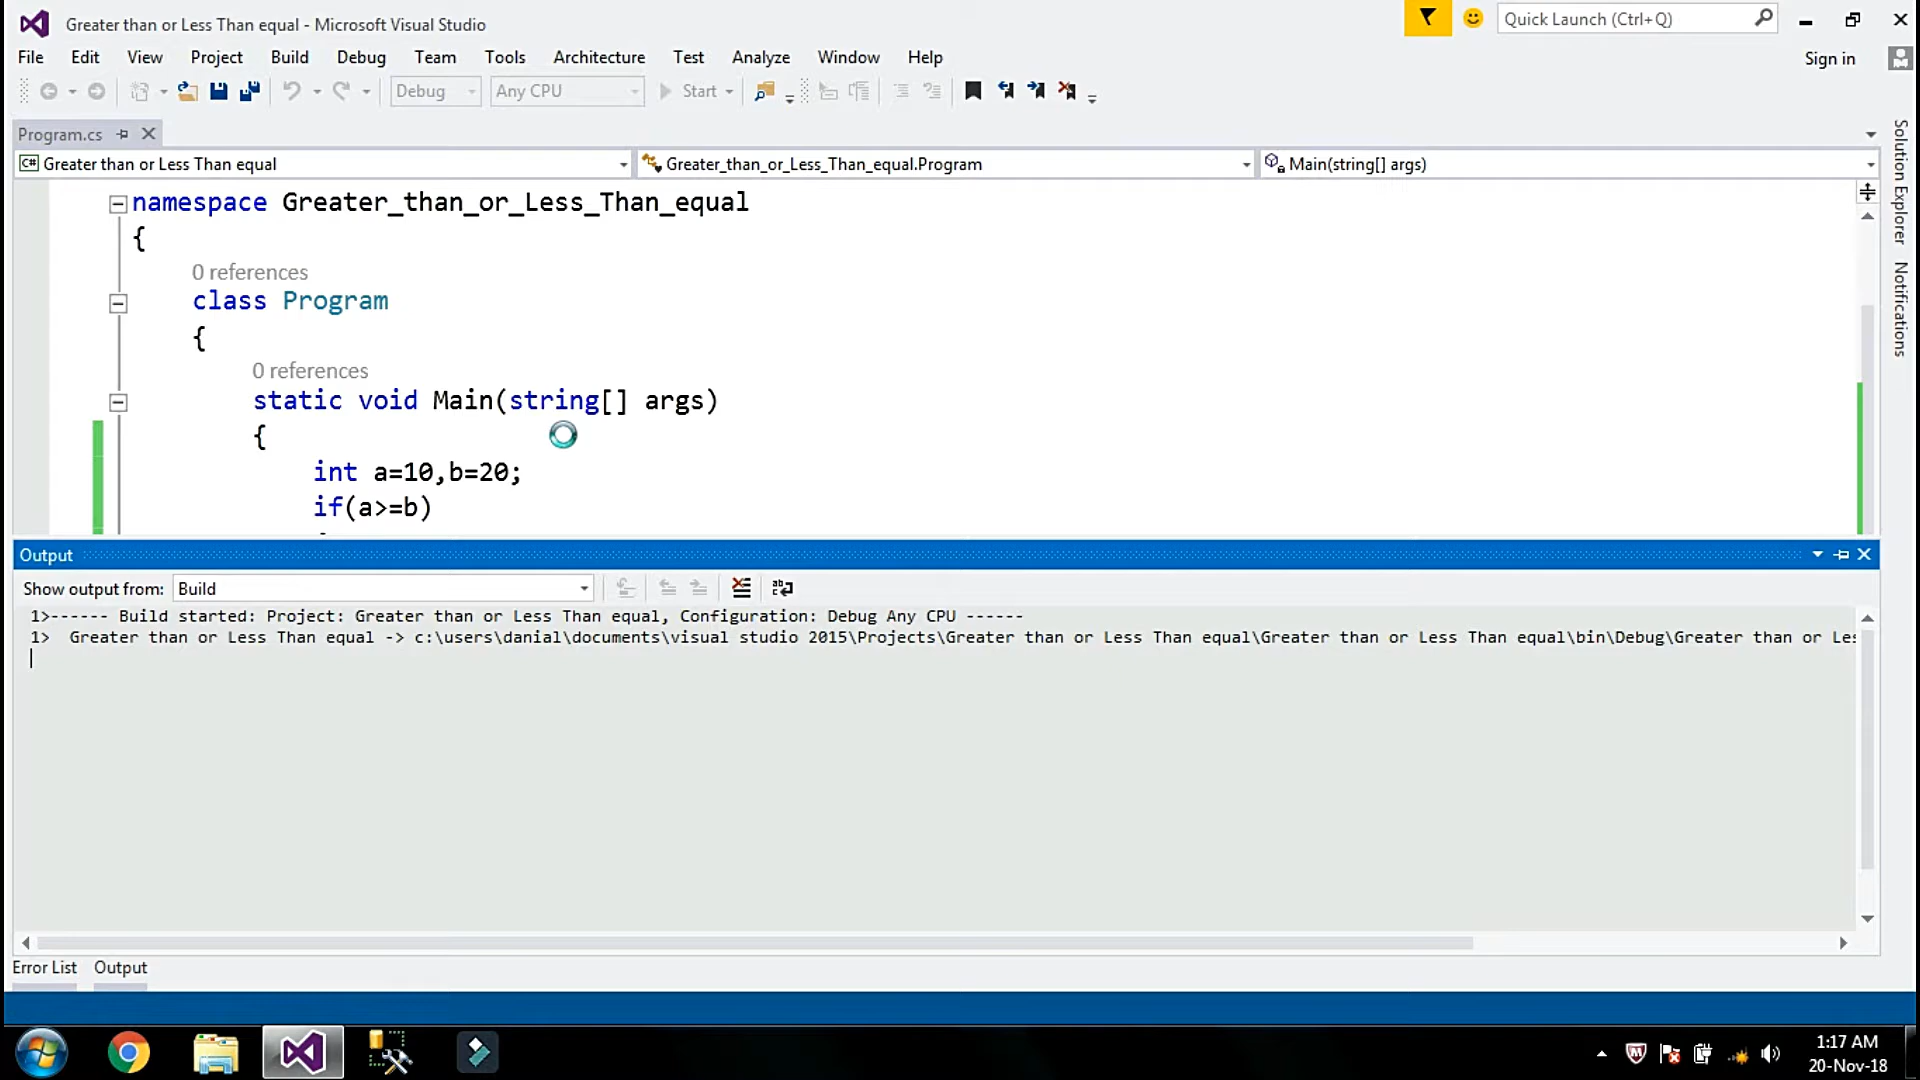 Greater than or Less Than equal - Microsoft Visual Studio
Quick Launch (Ctrl+Q)
File Edit View Project Build Debug Team Tools Architecture Test Analyze Window Help
Sign in
Debug Any CPU Start
Program.cs
C# Greater than or Less Than equal
Greater_than_or_Less_Than_equal.Program
Main(string[] args)
Solution Explorer
Notifications
namespace Greater_than_or_Less_Than_equal
{
0 references
class Program
{
0 references
static void Main(string[] args)
{
int a=10,b=20;
if(a>=b)
Output
Show output from: Build
1>------ Build started: Project: Greater than or Less Than equal, Configuration: Debug Any CPU ------
1>  Greater than or Less Than equal -> c:\users\danial\documents\visual studio 2015\Projects\Greater than or Less Than equal\Greater than or Less Than equal\bin\Debug\Greater than or Les
Error List Output
1:17 AM
20-Nov-18